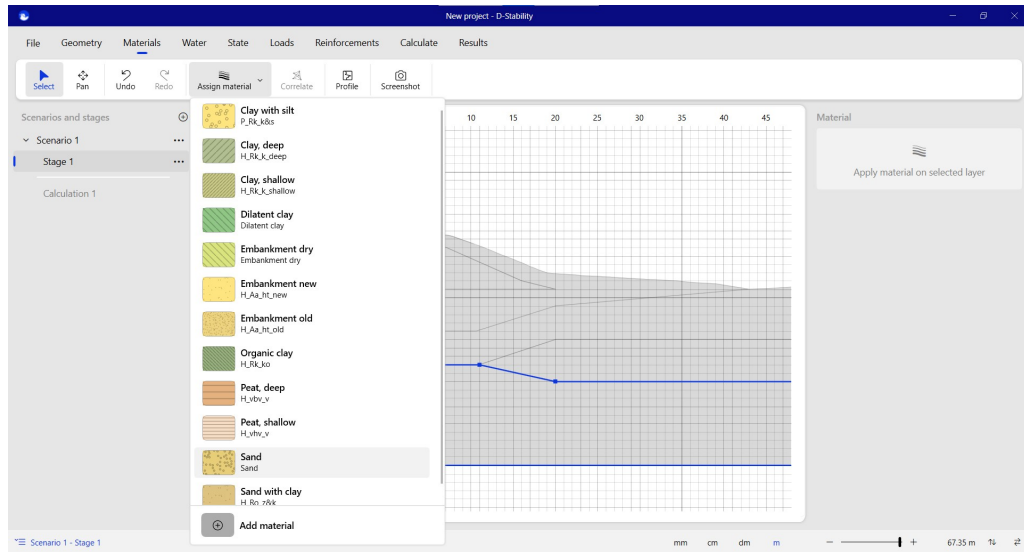 New project - D-Stability
File Geometry Materials Water State Loads Reinforcements Calculate Results
Select Pan Undo Redo Assign material Correlate Profile Screenshot
Scenarios and stages
Scenario 1
Stage 1
Calculation 1
Clay with silt
P_Rk_k&s
Clay, deep
H_Rk_k_deep
Clay, shallow
H_Rk_k_shallow
Dilatent clay
Dilatent clay
Embankment dry
Embankment dry
Embankment new
H_Aa_ht_new
Embankment old
H_Aa_ht_old
Organic clay
H_Rk_ko
Peat, deep
H_vbv_v
Peat, shallow
H_vhv_v
Sand
Sand
Sand with clay
H_Ro_z&k
Add material
10 15 20 25 30 35 40 45
Material
Apply material on selected layer
Scenario 1 - Stage 1
mm cm dm m
67.35 m